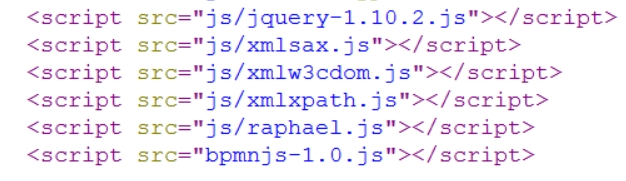 <script src="js/jquery-1.10.2.js"></script>
<script src="js/xmlsax.js"></script>
<script src="js/xmlw3cdom.js"></script>
<script src="js/xmlxpath.js"></script>
<script src="js/raphael.js"></script>
<script src="bpmnjs-1.0.js"></script>